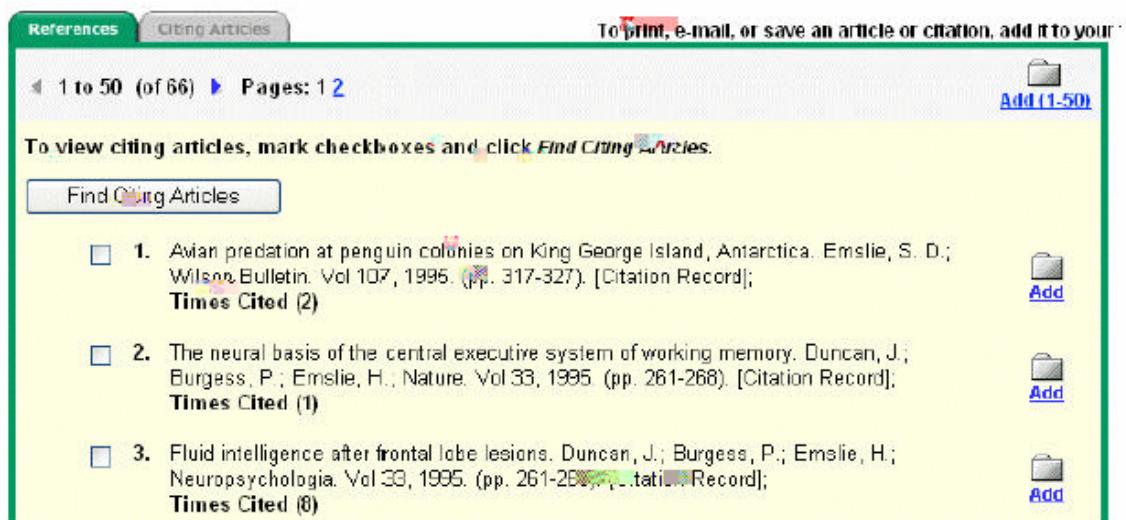 References
Citing Articles
To print, e-mail, or save an article or citation, add it to your
1 to 50 (of 66) Pages: 1 2
Add (1-50)
To view citing articles, mark checkboxes and click Find Citing Articles.
Find Citing Articles
1. Avian predation at penguin colonies on King George Island, Antarctica. Emslie, S. D.;
Wilson Bulletin. Vol 107, 1995. (pp. 317-327). [Citation Record];
Times Cited (2)
Add
2. The neural basis of the central executive system of working memory. Duncan, J.;
Burgess, P.; Emslie, H.; Nature. Vol 33, 1995. (pp. 261-268). [Citation Record];
Times Cited (1)
Add
3. Fluid intelligence after frontal lobe lesions. Duncan, J.; Burgess, P.; Emslie, H.;
Neuropsychologia. Vol 33, 1995. (pp. Record];
Times Cited (8)
Add